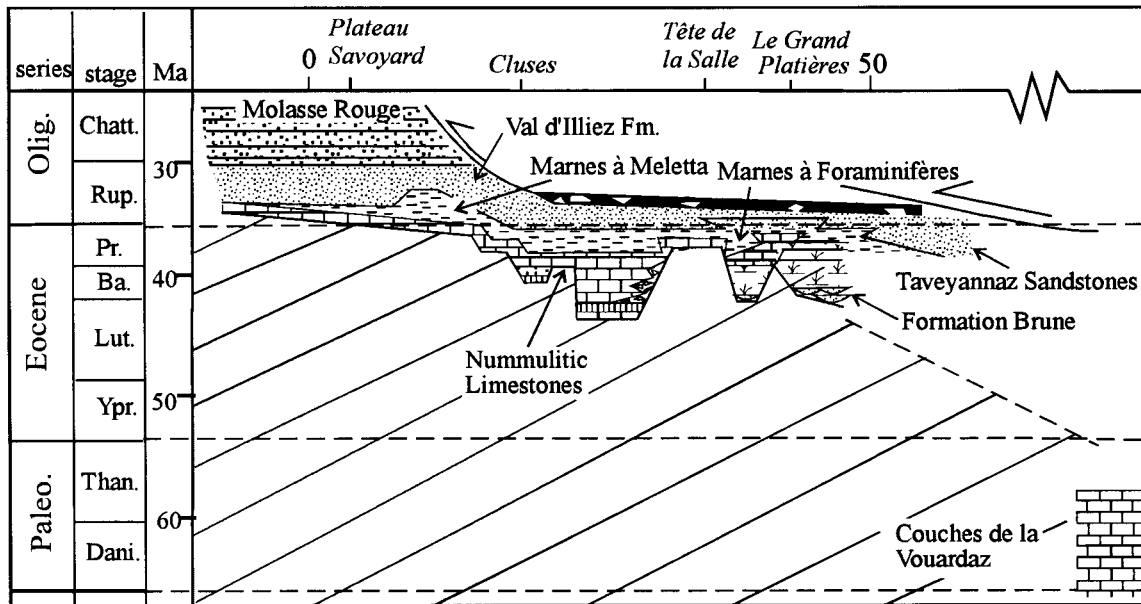 series
stage
Ma
0
Plateau
Savoyard
Cluses
Tête de
la Salle
Le Grand
Platières
50
Olig.
Chatt.
Rup.
30
Eocene
Pr.
Ba.
40
Lut.
Ypr.
50
Paleo.
Than.
60
Dani.
Molasse Rouge
Val d'Illiez Fm.
Marnes à Meletta
Marnes à Foraminifères
Taveyannaz Sandstones
Formation Brune
Nummulitic
Limestones
Couches de la
Vouardaz